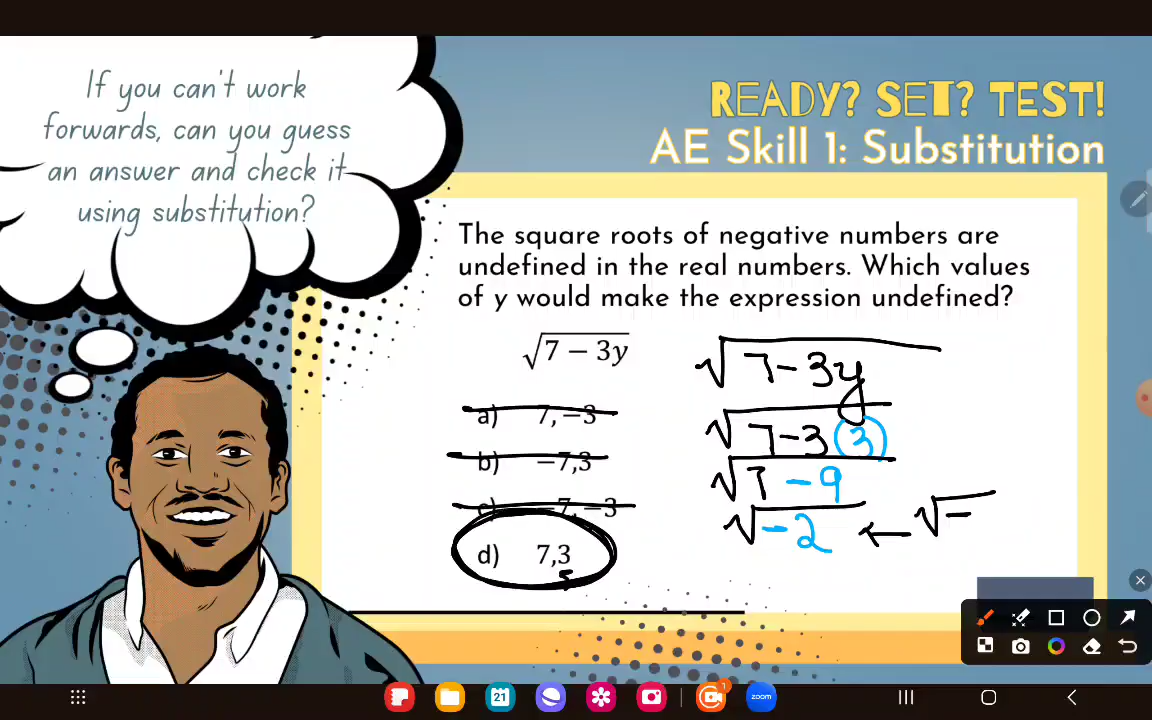 If you can't work
forwards, can you guess
an answer and check it
using substitution?
READY? SET? TEST!
AE Skill 1: Substitution
The square roots of negative numbers are
undefined in the real numbers. Which values
of y would make the expression undefined?
√7 − 3y
a) 7, −3
b) −7,3
c) −7, −3
d) 7,3
√7-3y
√7-3(3)
√7-9
√-2 ← √-
21
1
zoom